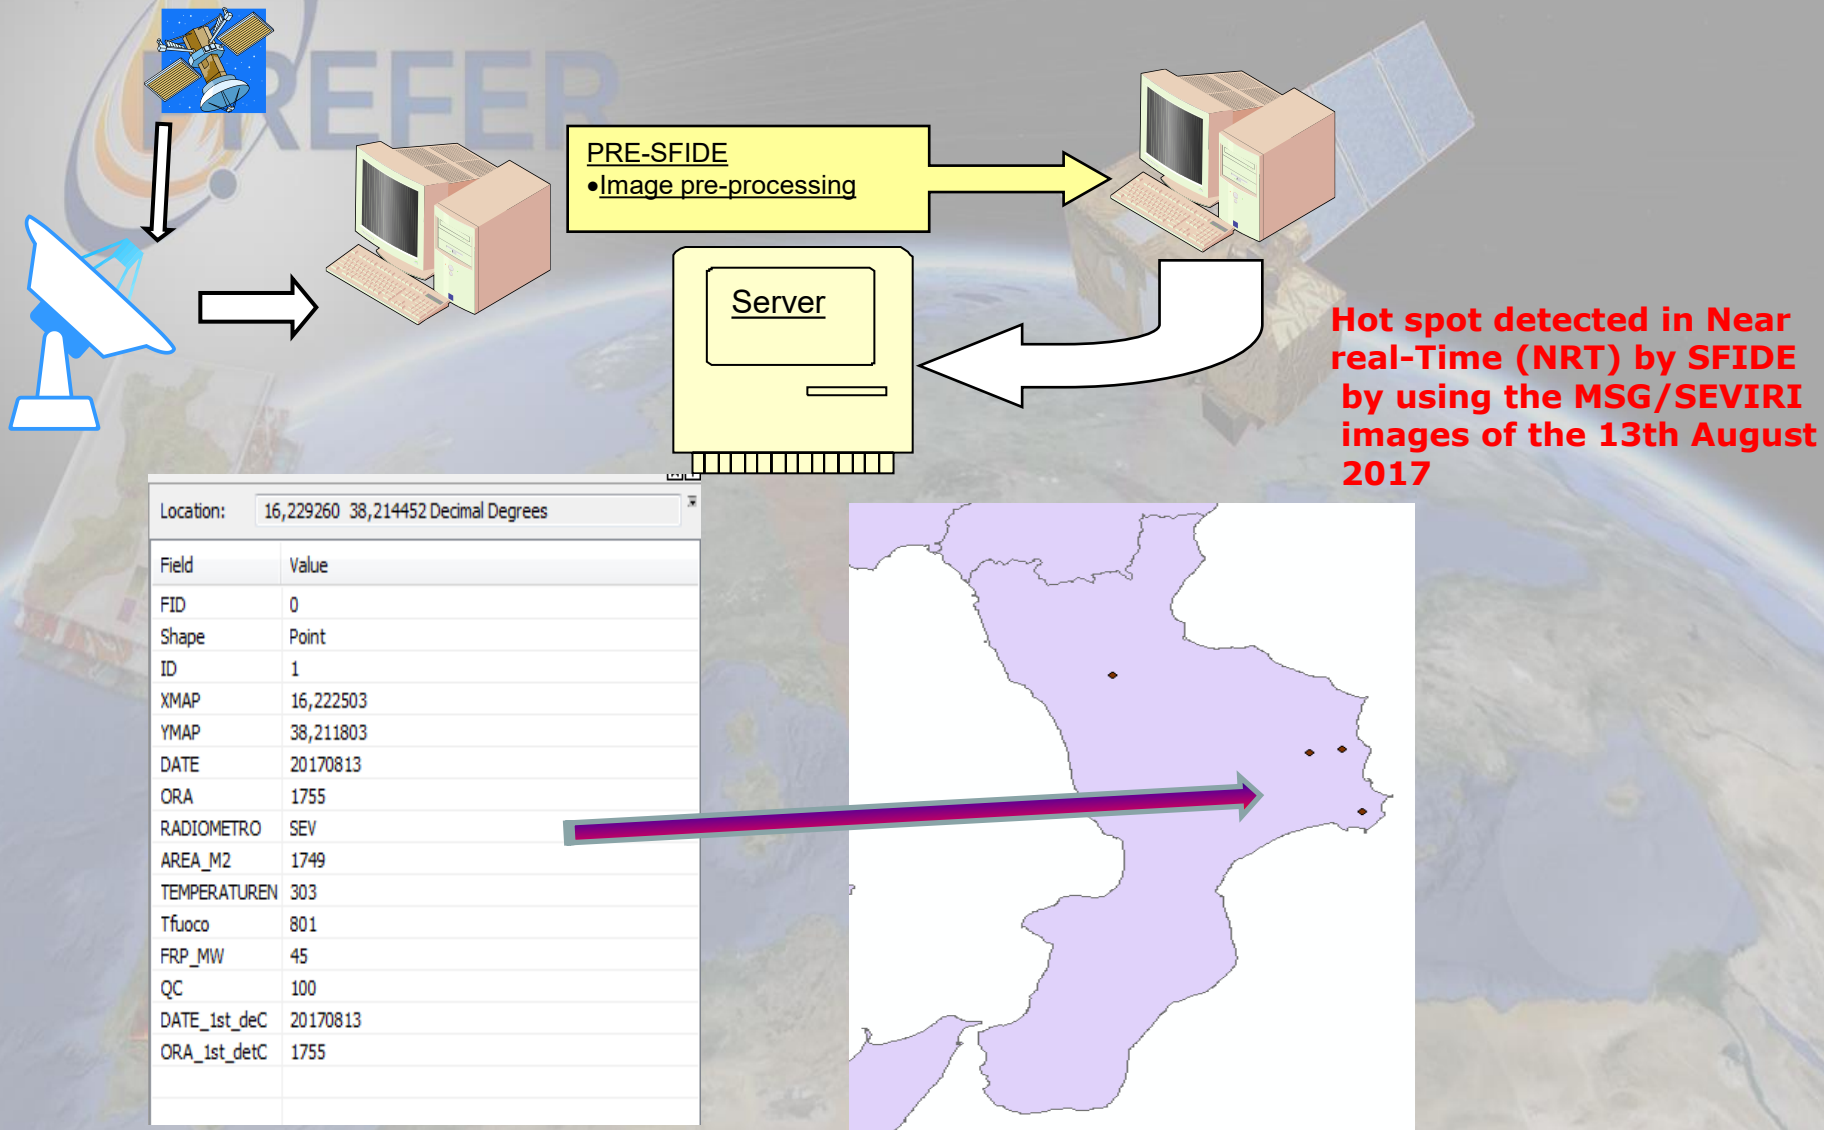 PREFER
PRE-SFIDE
•Image pre-processing
Server
Hot spot detected in Near
real-Time (NRT) by SFIDE
by using the MSG/SEVIRI
images of the 13th August
2017
Location: 16,229260 38,214452 Decimal Degrees
Field Value
FID 0
Shape Point
ID 1
XMAP 16,222503
YMAP 38,211803
DATE 20170813
ORA 1755
RADIOMETRO SEV
AREA_M2 1749
TEMPERATUREN 303
Tfuoco 801
FRP_MW 45
QC 100
DATE_1st_deC 20170813
ORA_1st_detC 1755